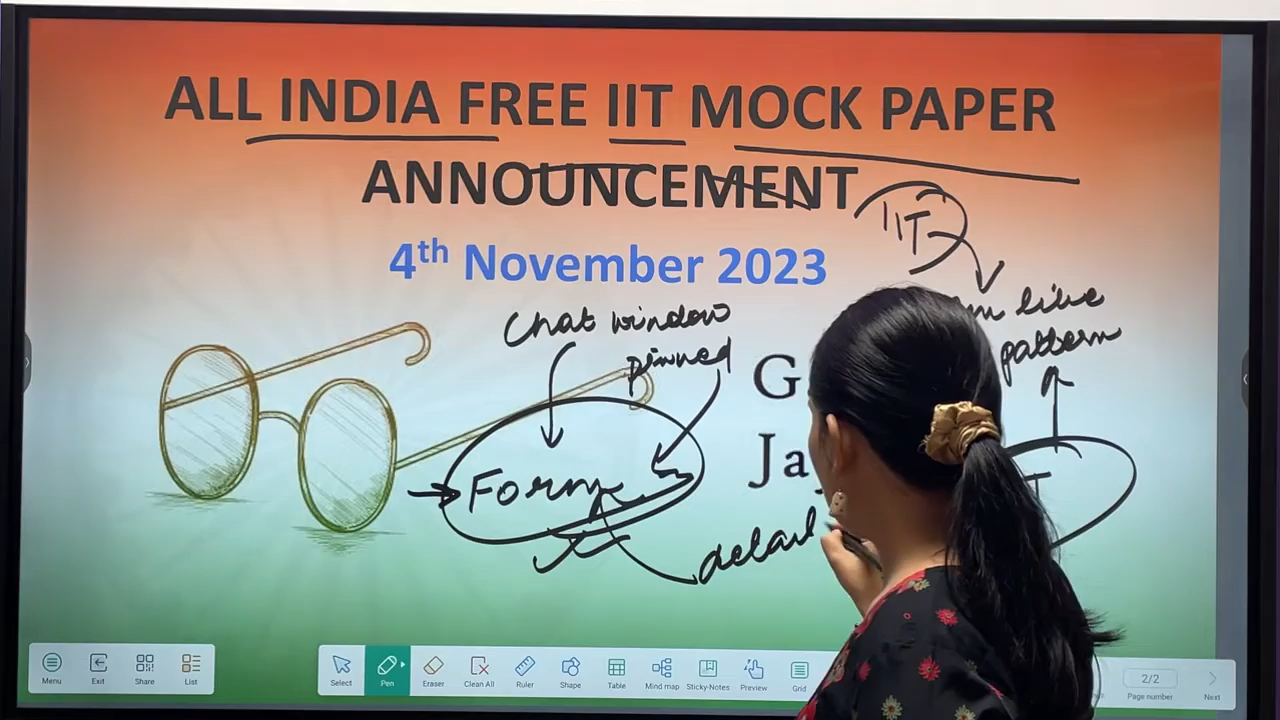 ALL INDIA FREE IIT MOCK PAPER
ANNOUNCEMENT
IIT
4th November 2023
Chat window
pinned
like
pattern
G
Ja
Form
detail
Menu
Exit
Share
List
Select
Pen
Eraser
Clean All
Ruler
Shape
Table
Mind map
Sticky-Notes
Preview
Grid
2/2
Page number
Next